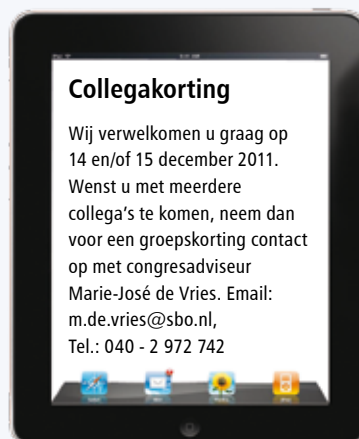 Collegakorting
Wij verwelkomen u graag op
14 en/of 15 december 2011.
Wenst u met meerdere
collega's te komen, neem dan
voor een groepskorting contact
op met congresadviseur
Marie-José de Vries. Email:
m.de.vries@sbo.nl,
Tel.: 040 - 2 972 742